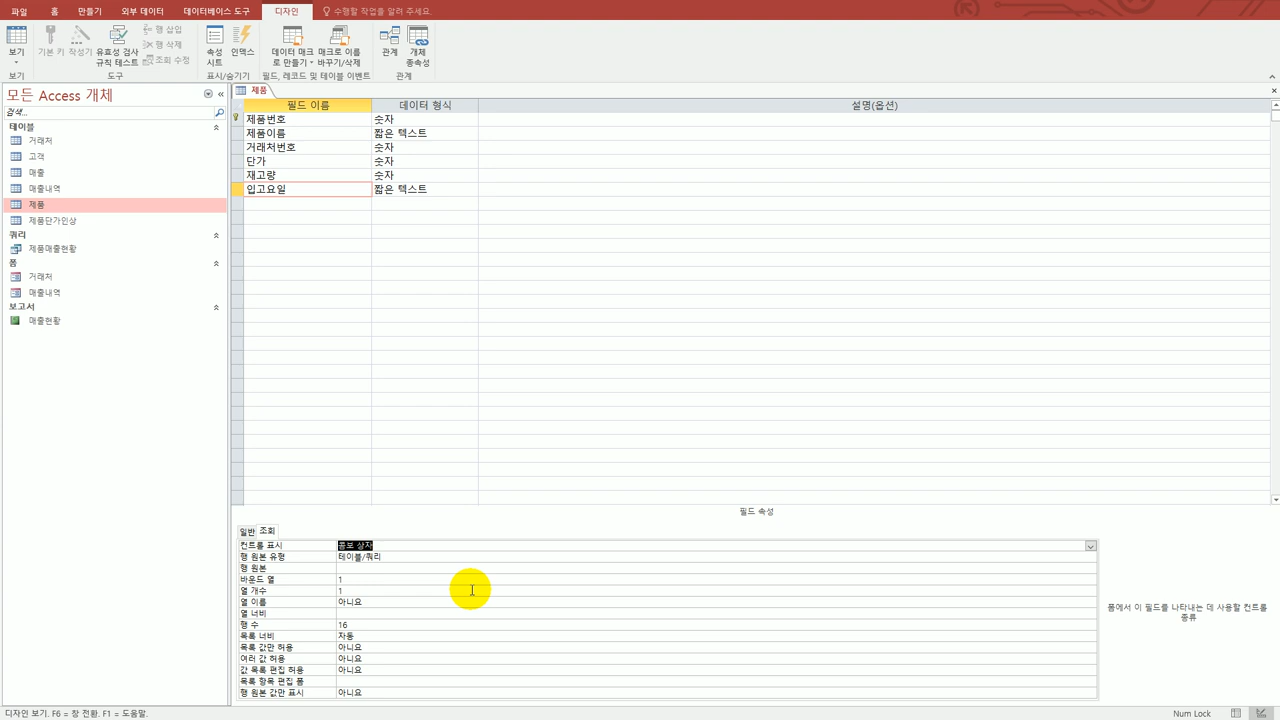 파일 홈 만들기 외부 데이터 데이터베이스 도구 디자인 수행할 작업을 알려 주세요.
보기
기본 키
작성기
유효성 검사
규칙 테스트
행 삽입
행 삭제
조회 수정
속성
시트
인덱스
데이터 매크
로 만들기
매크로 이름
바꾸기/삭제
관계
개체
종속성
보기 도구 표시/숨기기 필드, 레코드 및 테이블 이벤트 관계
모든 Access 개체
검색...
테이블
거래처
고객
매출
매출내역
제품
제품단가인상
쿼리
제품매출현황
폼
거래처
매출내역
보고서
매출현황
제품
필드 이름 데이터 형식 설명(옵션)
제품번호 숫자
제품이름 짧은 텍스트
거래처번호 숫자
단가 숫자
재고량 숫자
입고요일 짧은 텍스트
필드 속성
일반 조회
컨트롤 표시 콤보 상자
행 원본 유형 테이블/쿼리
행 원본
바운드 열 1
열 개수 1
열 이름 아니요
열 너비
행 수 16
목록 너비 자동
목록 값만 허용 아니요
여러 값 허용 아니요
값 목록 편집 허용 아니요
목록 항목 편집 폼
행 원본 값만 표시 아니요
폼에서 이 필드를 나타내는 데 사용할 컨트롤
종류
디자인 보기. F6 = 창 전환. F1 = 도움말.
Num Lock